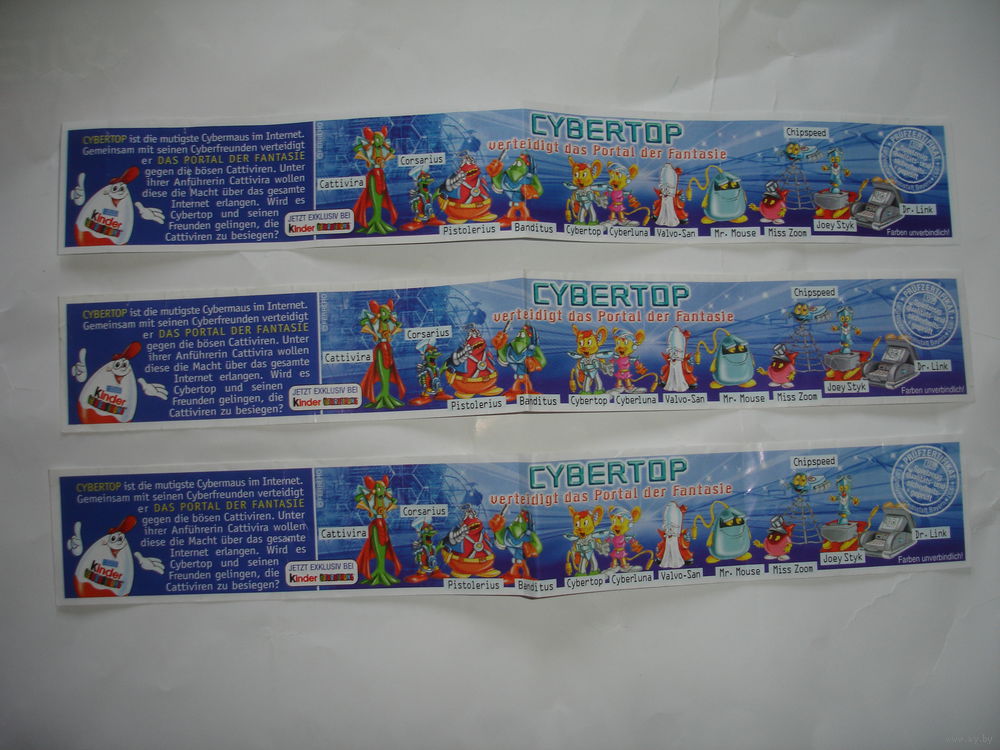 CYBERTOP ist die mutigste Cybermaus im Internet.
Gemeinsam mit seinen Cyberfreunden verteidigt
er DAS PORTAL DER FANTASIE
gegen die bösen Cattiviren. Unter
ihrer Anführerin Cattivira wollen
diese die Macht über das gesamte
Internet erlangen. Wird es
Cybertop und seinen
Freunden gelingen, die
Cattiviren zu besiegen?
Kinder
JETZT EXKLUSIV BEI
Kinder
CYBERTOP
verteidigt das Portal der Fantasie
Cattivira
Corsarius
Pistolerius
Banditus
Cybertop
Cyberluna
Valvo-San
Mr. Mouse
Miss Zoom
Chipspeed
Joey Styk
Dr. Link
PRÜFZERTIFIKAT
Farben unverbindlich!
CYBERTOP ist die mutigste Cybermaus im Internet.
Gemeinsam mit seinen Cyberfreunden verteidigt
er DAS PORTAL DER FANTASIE
gegen die bösen Cattiviren. Unter
ihrer Anführerin Cattivira wollen
diese die Macht über das gesamte
Internet erlangen. Wird es
Cybertop und seinen
Freunden gelingen, die
Cattiviren zu besiegen?
Kinder
JETZT EXKLUSIV BEI
Kinder
CYBERTOP
verteidigt das Portal der Fantasie
Cattivira
Corsarius
Pistolerius
Banditus
Cybertop
Cyberluna
Valvo-San
Mr. Mouse
Miss Zoom
Chipspeed
Joey Styk
Dr. Link
PRÜFZERTIFIKAT
Farben unverbindlich!
CYBERTOP ist die mutigste Cybermaus im Internet.
Gemeinsam mit seinen Cyberfreunden verteidigt
er DAS PORTAL DER FANTASIE
gegen die bösen Cattiviren. Unter
ihrer Anführerin Cattivira wollen
diese die Macht über das gesamte
Internet erlangen. Wird es
Cybertop und seinen
Freunden gelingen, die
Cattiviren zu besiegen?
Kinder
JETZT EXKLUSIV BEI
Kinder
CYBERTOP
verteidigt das Portal der Fantasie
Cattivira
Corsarius
Pistolerius
Banditus
Cybertop
Cyberluna
Valvo-San
Mr. Mouse
Miss Zoom
Chipspeed
Joey Styk
Dr. Link
PRÜFZERTIFIKAT
Farben unverbindlich!
www.ay.by